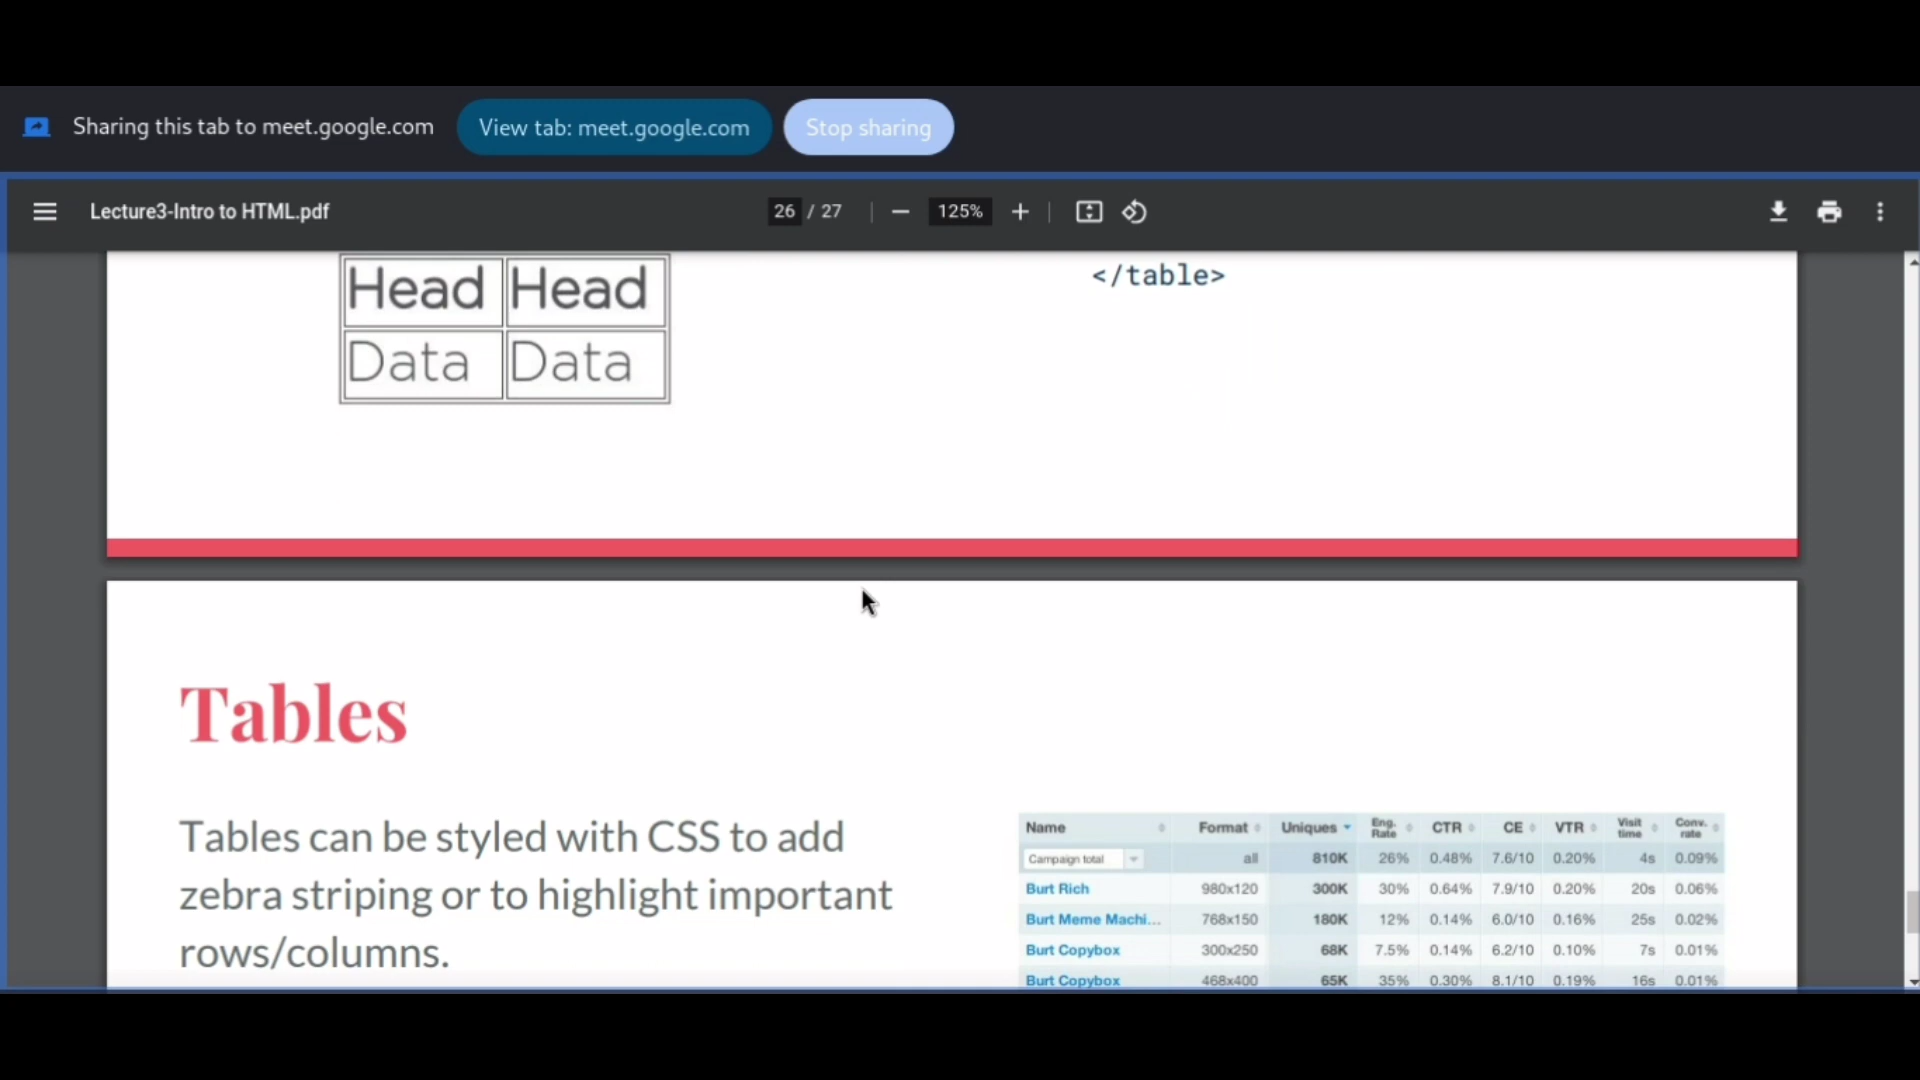 Sharing this tab to meet.google.com View tab: meet.google.com Stop sharing
Lecture3-Intro to HTML.pdf 26 / 27 125%
Head Head
Data Data
</table>
Tables
Tables can be styled with CSS to add
zebra striping or to highlight important
rows/columns.
Name Format Uniques Eng. Rate CTR CE VTR Visit time Conv. rate
Campaign total all 810K 26% 0.48% 7.6/10 0.20% 4s 0.09%
Burt Rich 980x120 300K 30% 0.64% 7.9/10 0.20% 20s 0.06%
Burt Meme Machi... 768x150 180K 12% 0.14% 6.0/10 0.16% 25s 0.02%
Burt Copybox 300x250 68K 7.5% 0.14% 6.2/10 0.10% 7s 0.01%
Burt Copybox 468x400 65K 35% 0.30% 8.1/10 0.19% 16s 0.01%